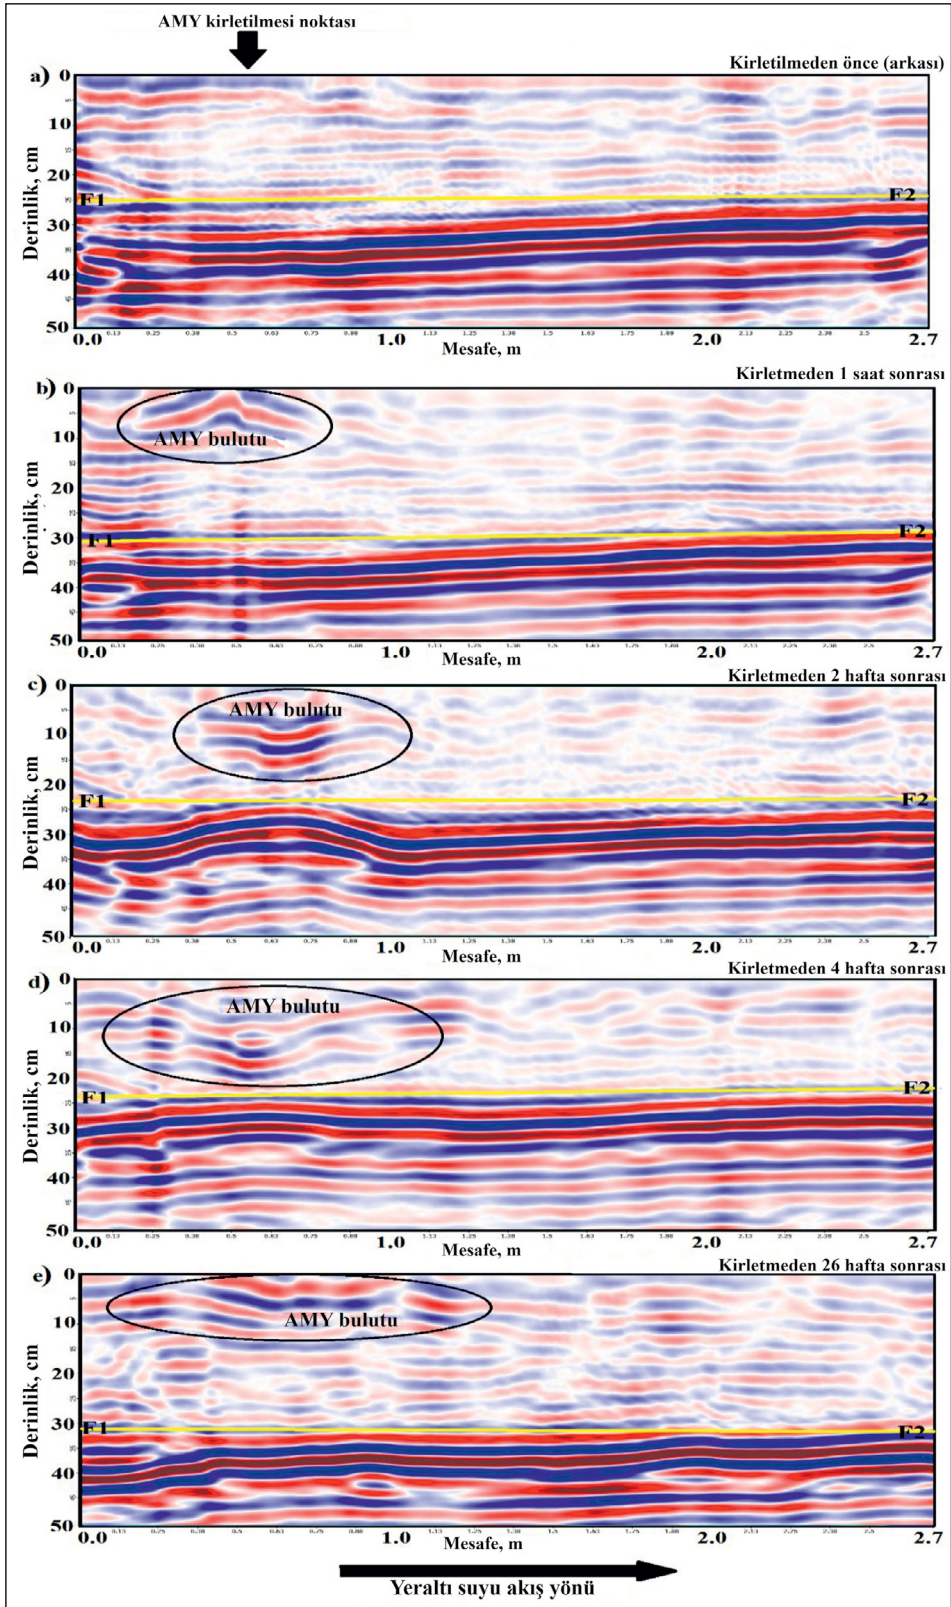 AMY kirletilmesi noktası
Kirletilmeden önce (arkası)
a)
0
10
20
30
40
50
Derinlik, cm
F1
F2
0.0
1.0
2.0
2.7
Mesafe, m
Kirletmeden 1 saat sonrası
b)
0
10
20
30
40
50
Derinlik, cm
AMY bulutu
F1
F2
0.0
1.0
2.0
2.7
Mesafe, m
Kirletmeden 2 hafta sonrası
c)
0
10
20
30
40
50
Derinlik, cm
AMY bulutu
F1
F2
0.0
1.0
2.0
2.7
Mesafe, m
Kirletmeden 4 hafta sonrası
d)
0
10
20
30
40
50
Derinlik, cm
AMY bulutu
F1
F2
0.0
1.0
2.0
2.7
Mesafe, m
Kirletmeden 26 hafta sonrası
e)
0
10
20
30
40
50
Derinlik, cm
AMY bulutu
F1
F2
0.0
1.0
2.0
2.7
Mesafe, m
Yeraltı suyu akış yönü